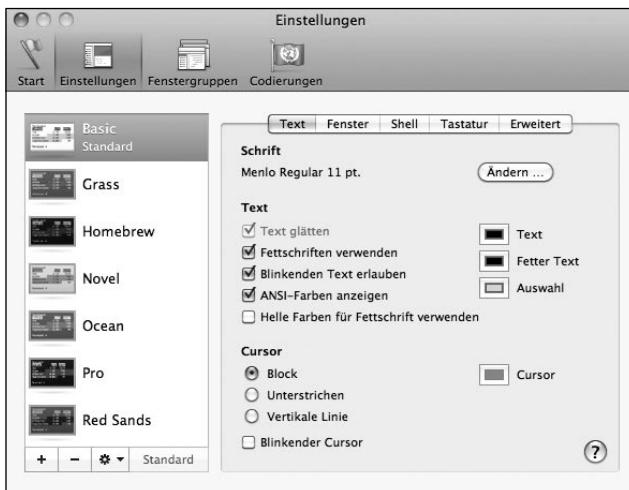 Einstellungen
Start Einstellungen Fenstergruppen Codierungen
Basic
Standard
Grass
Homebrew
Novel
Ocean
Pro
Red Sands
+ − Standard
Text Fenster Shell Tastatur Erweitert
Schrift
Menlo Regular 11 pt. Ändern ...
Text
Text glätten
Fettschriften verwenden
Blinkenden Text erlauben
ANSI-Farben anzeigen
Helle Farben für Fettschrift verwenden
Text
Fetter Text
Auswahl
Cursor
Block
Unterstrichen
Vertikale Linie
Blinkender Cursor
Cursor
?